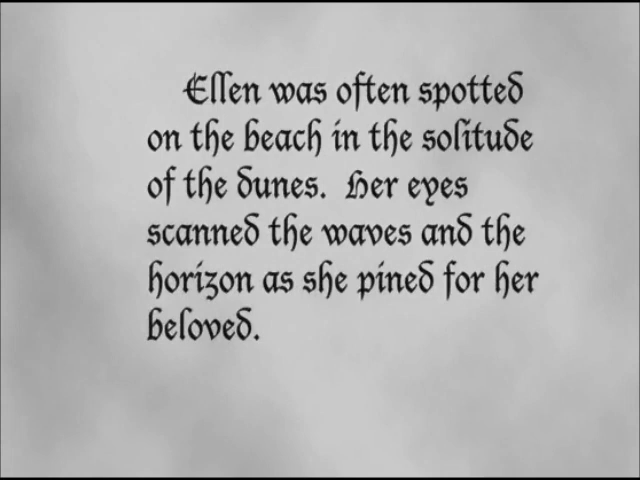 Ellen was often spotted
on the beach in the solitude
of the dunes. Her eyes
scanned the waves and the
horizon as she pined for her
beloved.